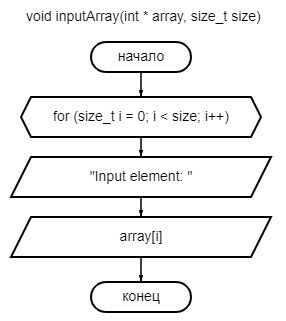 void inputArray(int * array, size_t size)
начало
for (size_t i = 0; i < size; i++)
"Input element: "
array[i]
конец